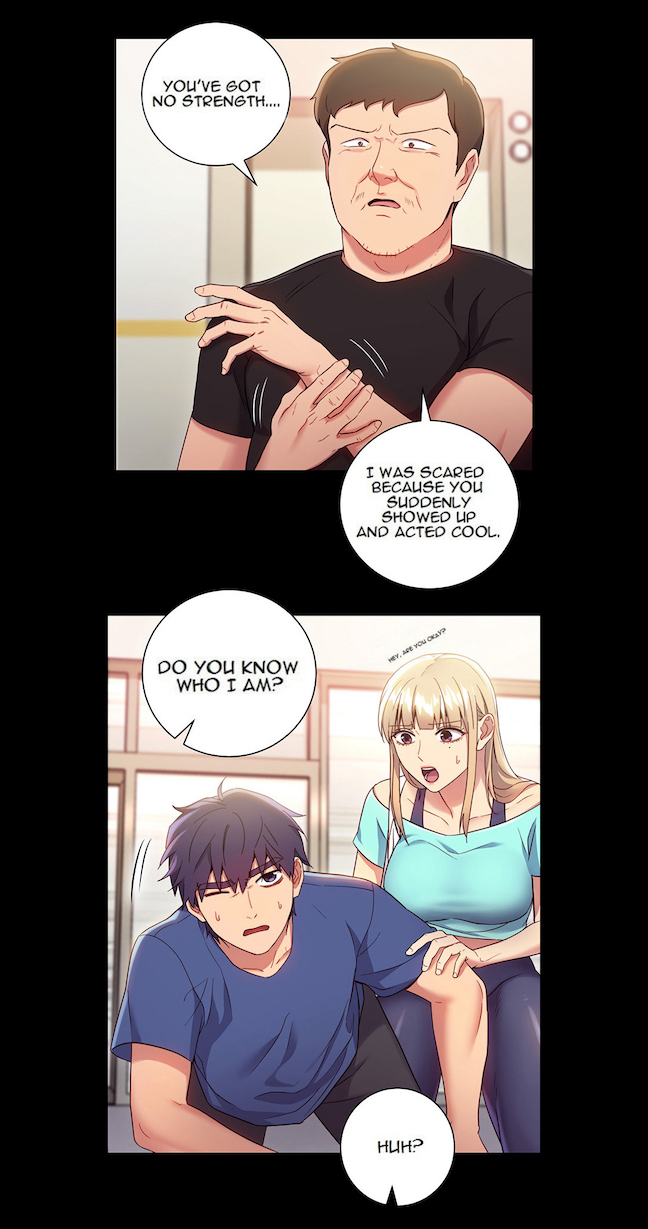 YOU'VE GOT
NO STRENGTH....
I WAS SCARED
BECAUSE YOU
SUDDENLY
SHOWED UP
AND ACTED COOL.
HEY, ARE YOU OKAY?
DO YOU KNOW
WHO I AM?
HUH?